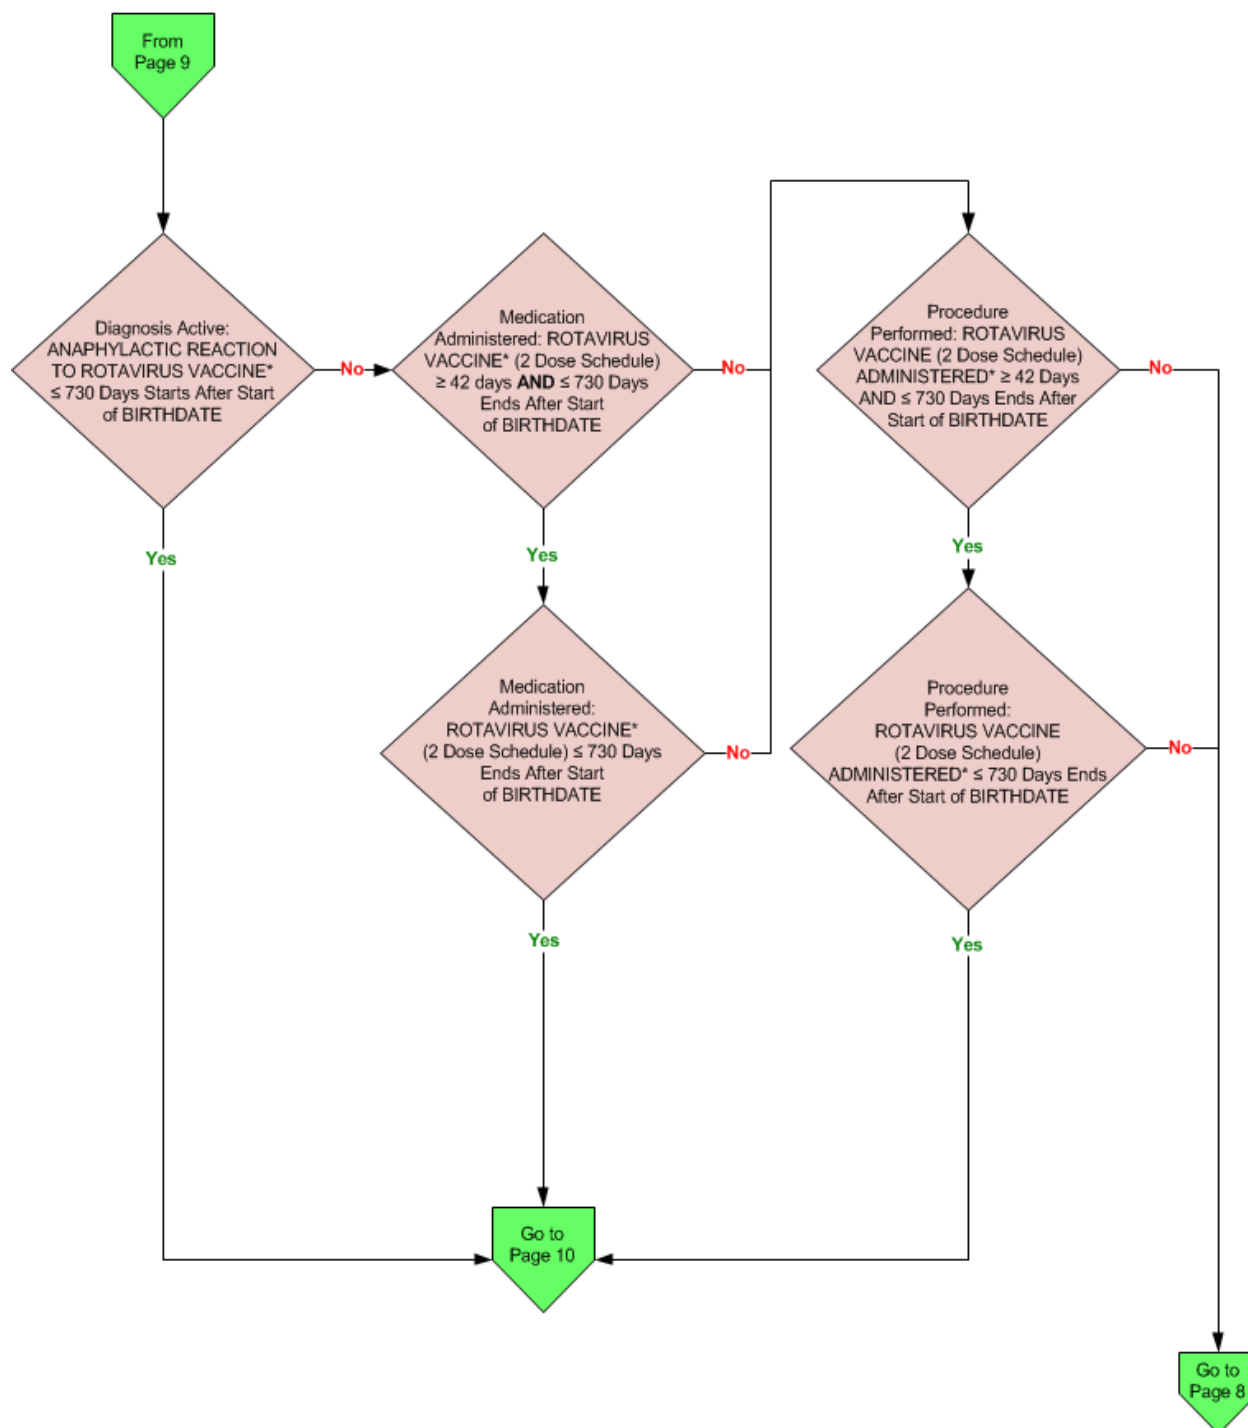 From
Page 9
Diagnosis Active:
ANAPHYLACTIC REACTION
TO ROTAVIRUS VACCINE*
≤ 730 Days Starts After Start
of BIRTHDATE
No
Yes
Medication
Administered: ROTAVIRUS
VACCINE* (2 Dose Schedule)
≥ 42 days AND ≤ 730 Days
Ends After Start
of BIRTHDATE
No
Yes
Medication
Administered:
ROTAVIRUS VACCINE*
(2 Dose Schedule) ≤ 730 Days
Ends After Start
of BIRTHDATE
No
Yes
Procedure
Performed: ROTAVIRUS
VACCINE (2 Dose Schedule)
ADMINISTERED* ≥ 42 Days
AND ≤ 730 Days Ends After
Start of BIRTHDATE
No
Yes
Procedure
Performed:
ROTAVIRUS VACCINE
(2 Dose Schedule)
ADMINISTERED* ≤ 730 Days Ends
After Start of BIRTHDATE
No
Yes
Go to
Page 10
Go to
Page 8